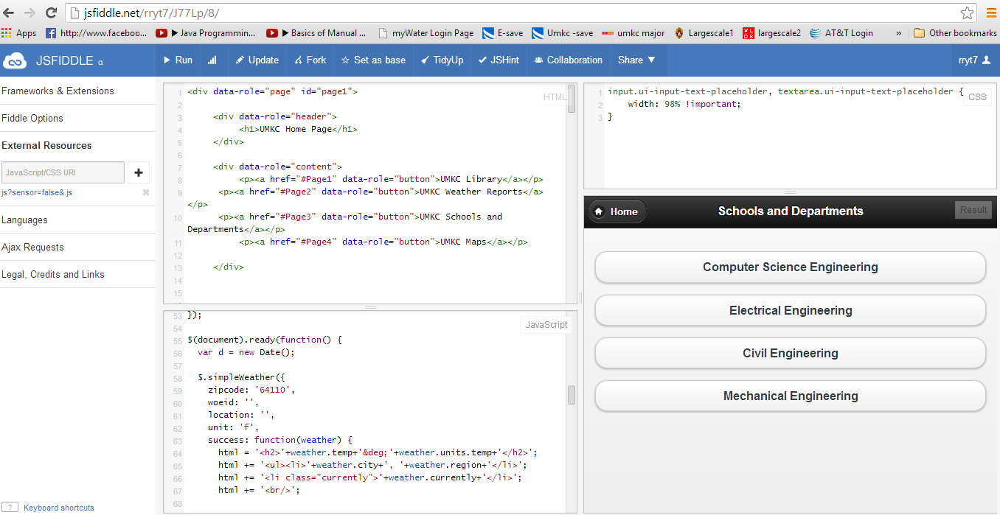 jsfiddle.net/rryt7/J77Lp/8/
Apps http://www.faceboo... ▶ Java Programmin... ▶ Basics of Manual ... myWater Login Page E-save Umkc -save umkc major Largescale1 largescale2 AT&T Login » Other bookmarks
JSFIDDLE α Run Update Fork Set as base TidyUp JSHint Collaboration Share ▼ rryt7
Frameworks & Extensions
Fiddle Options
External Resources
JavaScript/CSS URI +
js?sensor=false&.js
Languages
Ajax Requests
Legal, Credits and Links
? Keyboard shortcuts
HTML
1 <div data-role="page" id="page1">
2
3 <div data-role="header">
4 <h1>UMKC Home Page</h1>
5 </div>
6
7 <div data-role="content">
8 <p><a href="#Page1" data-role="button">UMKC Library</a></p>
9 <p><a href="#Page2" data-role="button">UMKC Weather Reports</a>
</p>
10 <p><a href="#Page3" data-role="button">UMKC Schools and
Departments</a></p>
11 <p><a href="#Page4" data-role="button">UMKC Maps</a></p>
12
13 </div>
14
15
JavaScript
53 });
54
55 $(document).ready(function() {
56 var d = new Date();
57
58 $.simpleWeather({
59 zipcode: '64110',
60 woeid: '',
61 location: '',
62 unit: 'f',
63 success: function(weather) {
64 html = '<h2>'+weather.temp+'&deg;'+weather.units.temp+'</h2>';
65 html += '<ul><li>'+weather.city+', '+weather.region+'</li>';
66 html += '<li class="currently">'+weather.currently+'</li>';
67 html += '<br/>';
68
CSS
1 input.ui-input-text-placeholder, textarea.ui-input-text-placeholder {
2 width: 98% !important;
3 }
Home Schools and Departments Result
Computer Science Engineering
Electrical Engineering
Civil Engineering
Mechanical Engineering